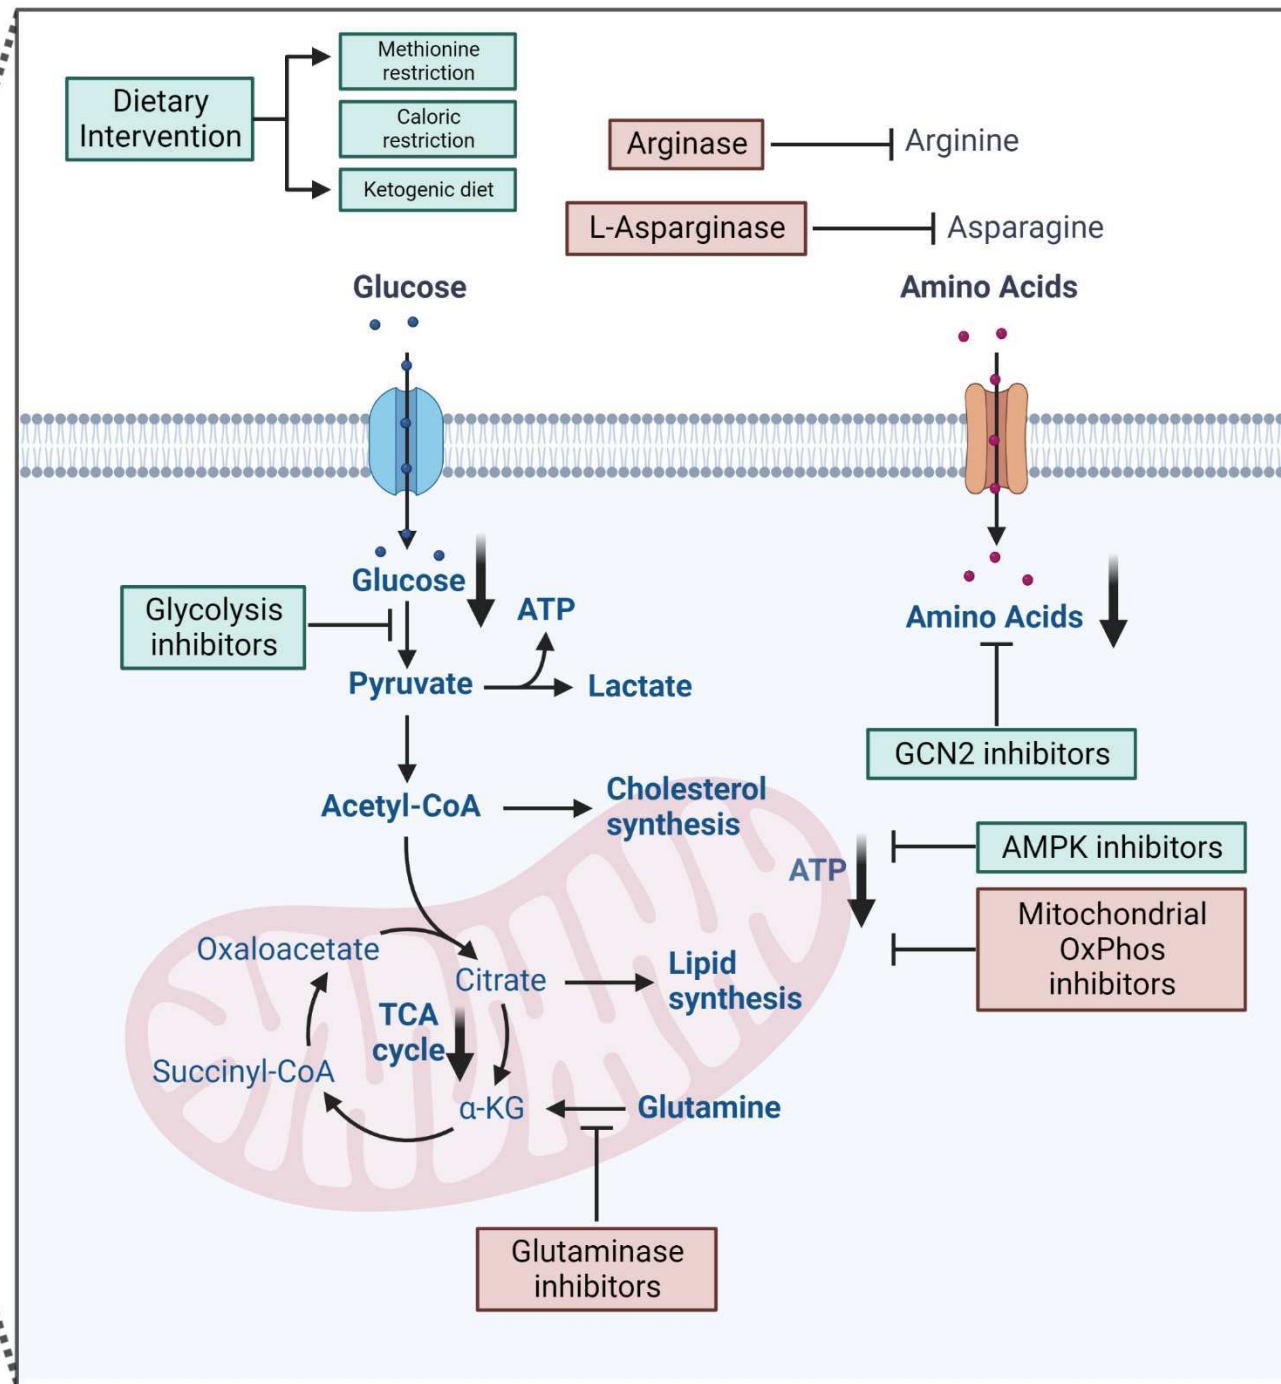 Dietary
Intervention
Methionine
restriction
Caloric
restriction
Ketogenic diet
Arginase
Arginine
L-Asparginase
Asparagine
Glucose
Amino Acids
Glucose
Glycolysis
inhibitors
ATP
Amino Acids
Pyruvate
Lactate
GCN2 inhibitors
Acetyl-CoA
Cholesterol
synthesis
ATP
AMPK inhibitors
Mitochondrial
OxPhos
inhibitors
Oxaloacetate
Citrate
Lipid
synthesis
TCA
cycle
Succinyl-CoA
α-KG
Glutamine
Glutaminase
inhibitors